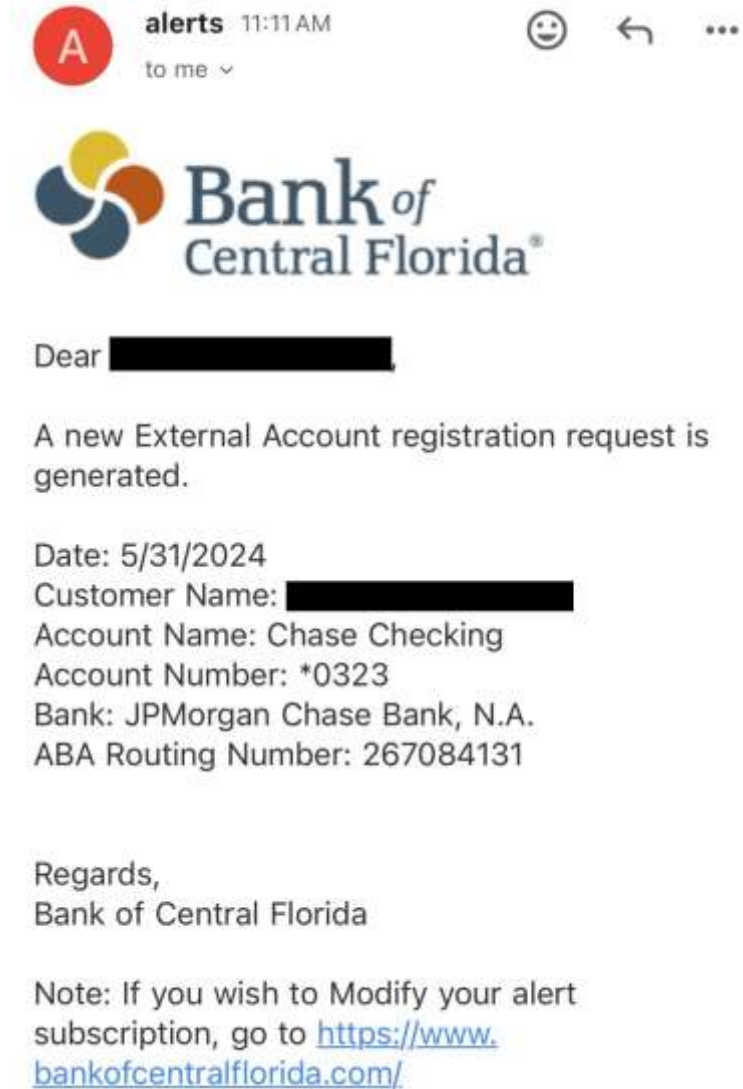 A
alerts 11:11 AM
to me
Bank of
Central Florida®
Dear
A new External Account registration request is
generated.
Date: 5/31/2024
Customer Name:
Account Name: Chase Checking
Account Number: *0323
Bank: JPMorgan Chase Bank, N.A.
ABA Routing Number: 267084131
Regards,
Bank of Central Florida
Note: If you wish to Modify your alert
subscription, go to https://www.
bankofcentralflorida.com/